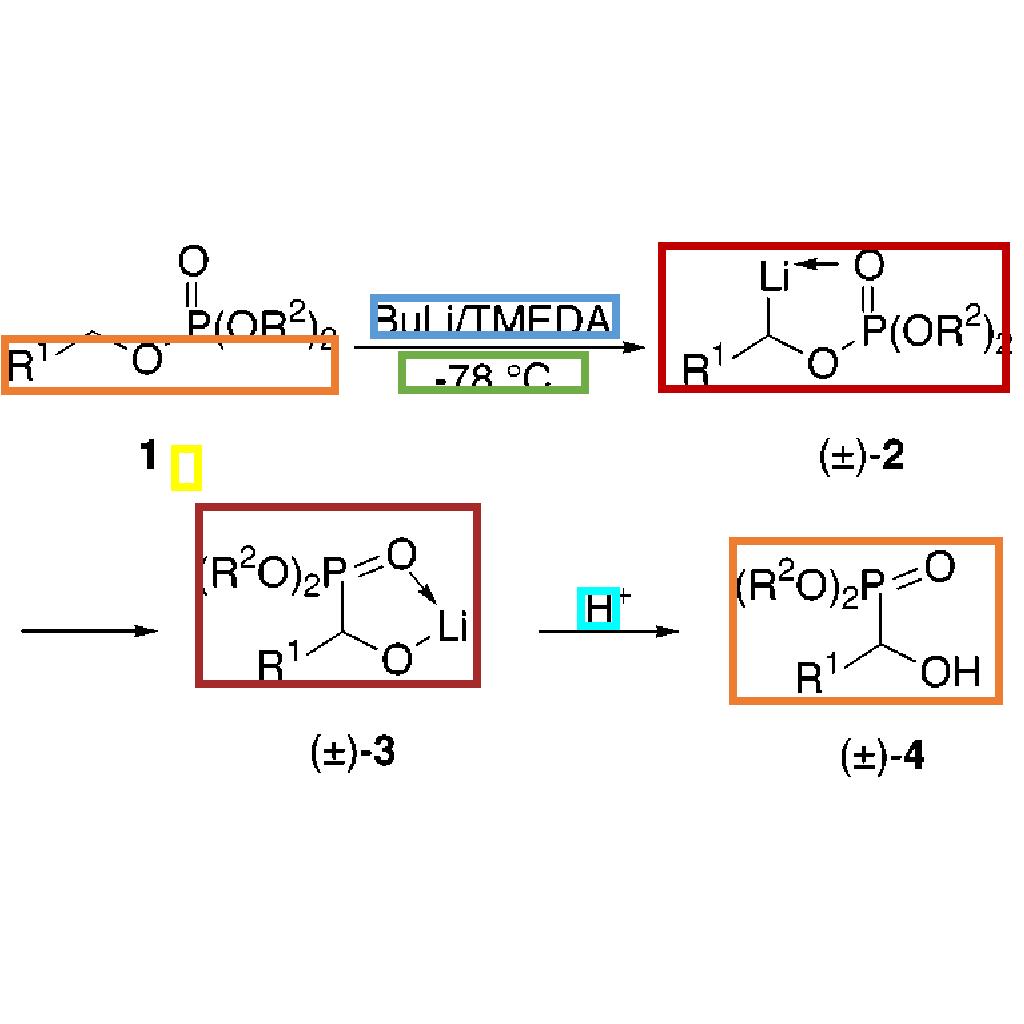 O
P(OR²)₂
R¹ O
BuLi/TMEDA
-78 °C
Li O
P(OR²)₂
R¹ O
1
(±)-2
(R²O)₂P O
Li
R¹ O
H⁺
(R²O)₂P O
R¹ OH
(±)-3
(±)-4